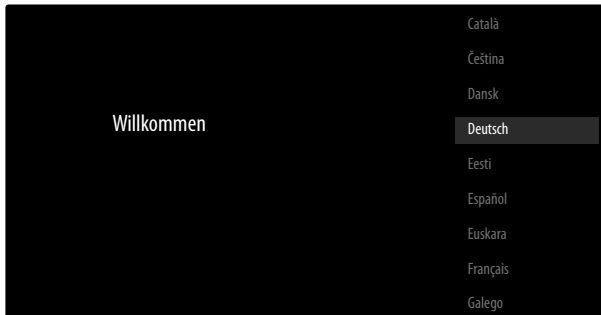 Willkommen
Català
Čeština
Dansk
Deutsch
Eesti
Español
Euskara
Français
Galego